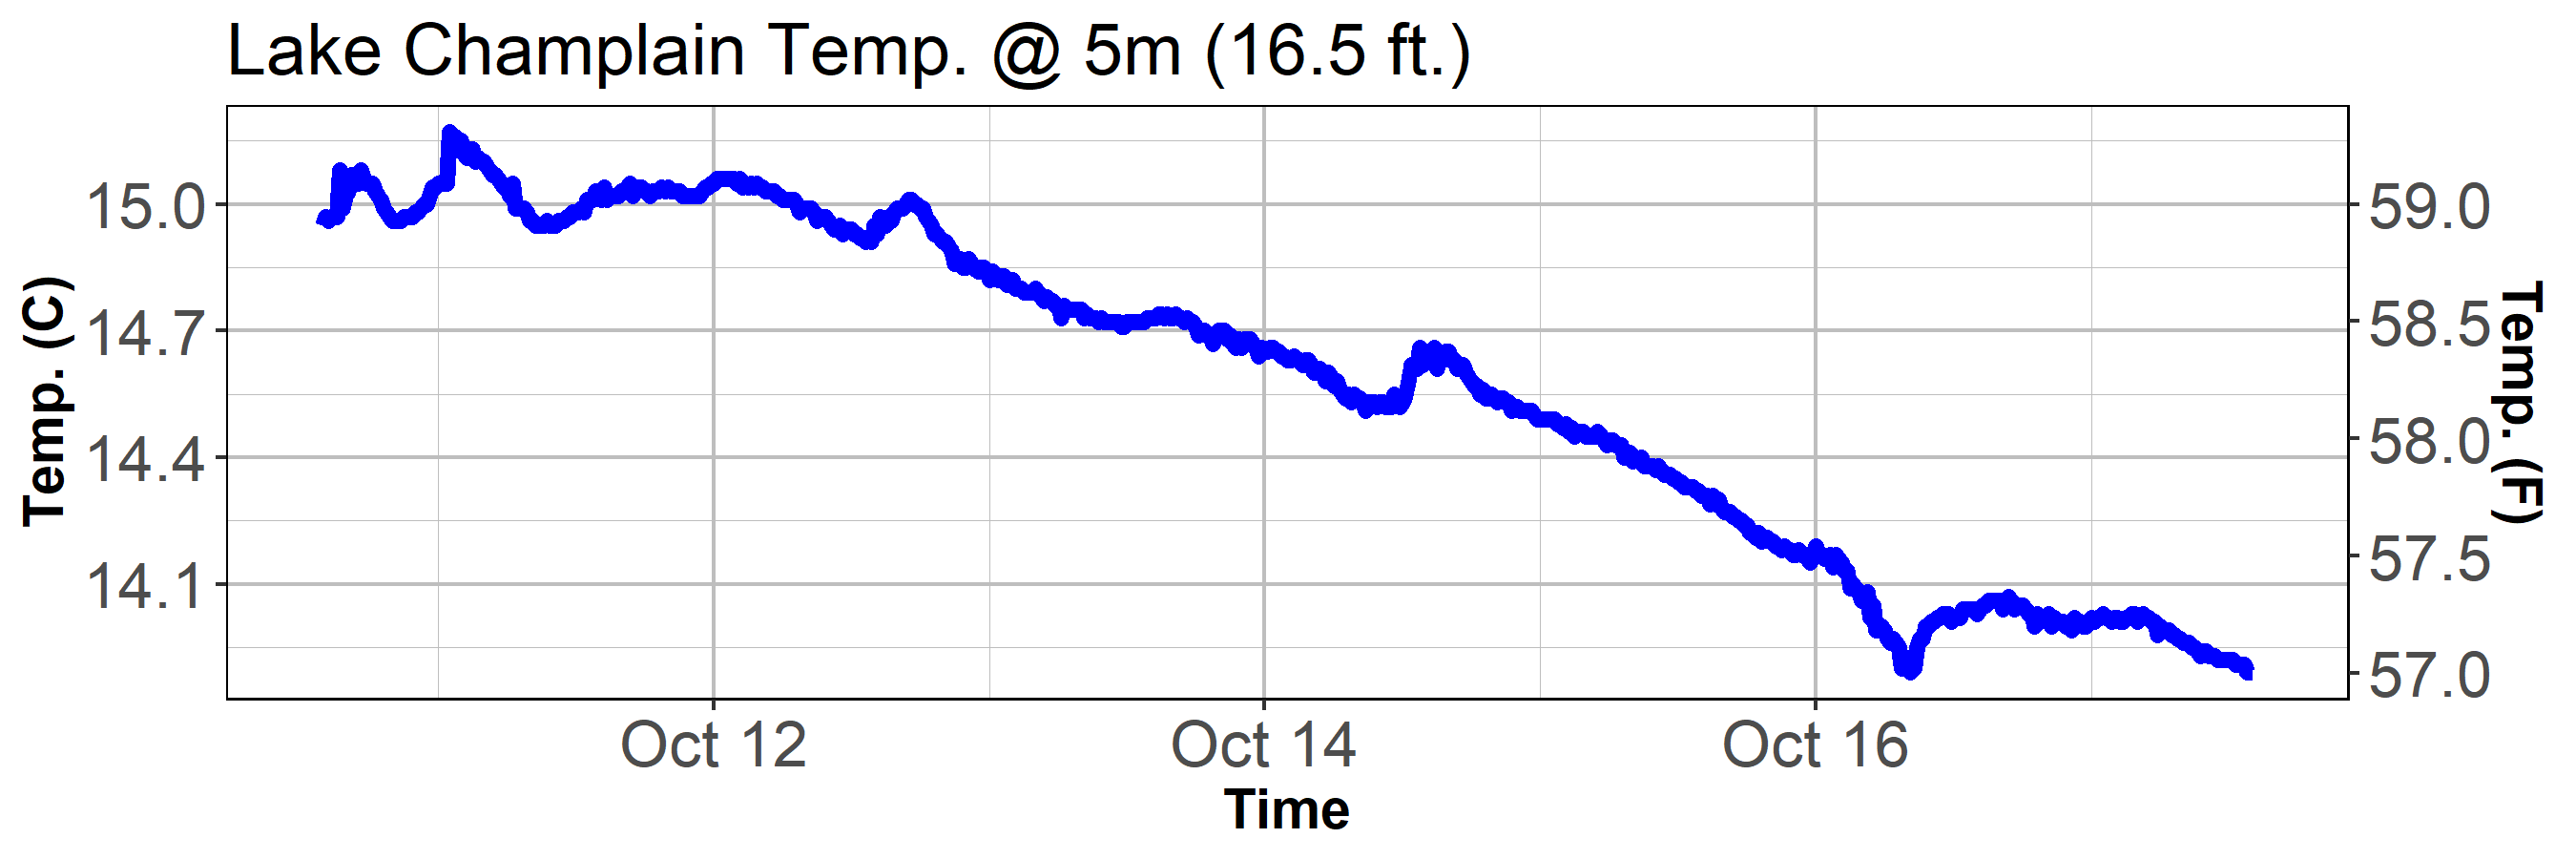 Lake Champlain Temp. @ 5m (16.5 ft.)
Temp. (C)
15.0
14.7
14.4
14.1
59.0
58.5
58.0
57.5
57.0
Temp. (F)
Oct 12
Oct 14
Oct 16
Time